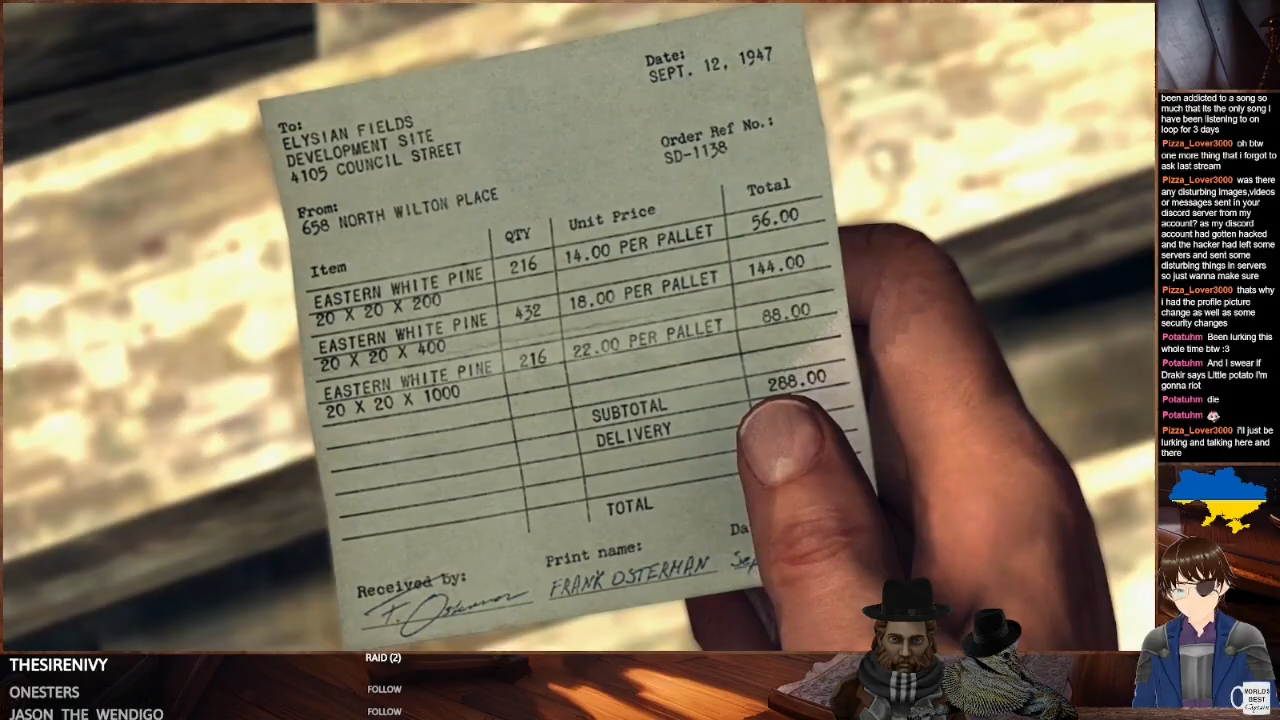 Date:
SEPT. 12, 1947
To:
ELYSIAN FIELDS
DEVELOPMENT SITE
4105 COUNCIL STREET
Order Ref No.:
SD-1138
From:
658 NORTH WILTON PLACE
Item QTY Unit Price Total
EASTERN WHITE PINE 216 14.00 PER PALLET 56.00
20 X 20 X 200
EASTERN WHITE PINE 432 18.00 PER PALLET 144.00
20 X 20 X 400
EASTERN WHITE PINE 216 22.00 PER PALLET 88.00
20 X 20 X 1000
SUBTOTAL 288.00
DELIVERY
TOTAL
Received by: Print name: Da
F. Osterman FRANK OSTERMAN Sep
been addicted to a song so
much that its the only song I
have been listening to on
loop for 3 days
Pizza_Lover3000 oh btw
one more thing that i forgot to
ask last stream
Pizza_Lover3000 was there
any disturbing images,videos
or messages sent in your
discord server from my
account? as my discord
account had gotten hacked
and the hacker had left some
servers and sent some
disturbing things in servers
so just wanna make sure
Pizza_Lover3000 thats why
i had the profile picture
change as well as some
security changes
Potatuhm Been lurking this
whole time btw :3
Potatuhm And I swear if
Drakir says Little potato I'm
gonna riot
Potatuhm die
Potatuhm
Pizza_Lover3000 i'll just be
lurking and talking here and
there
WORLD'S
BEST
Captain
THESIRENIVY RAID (2)
ONESTERS FOLLOW
JASON_THE_WENDIGO FOLLOW